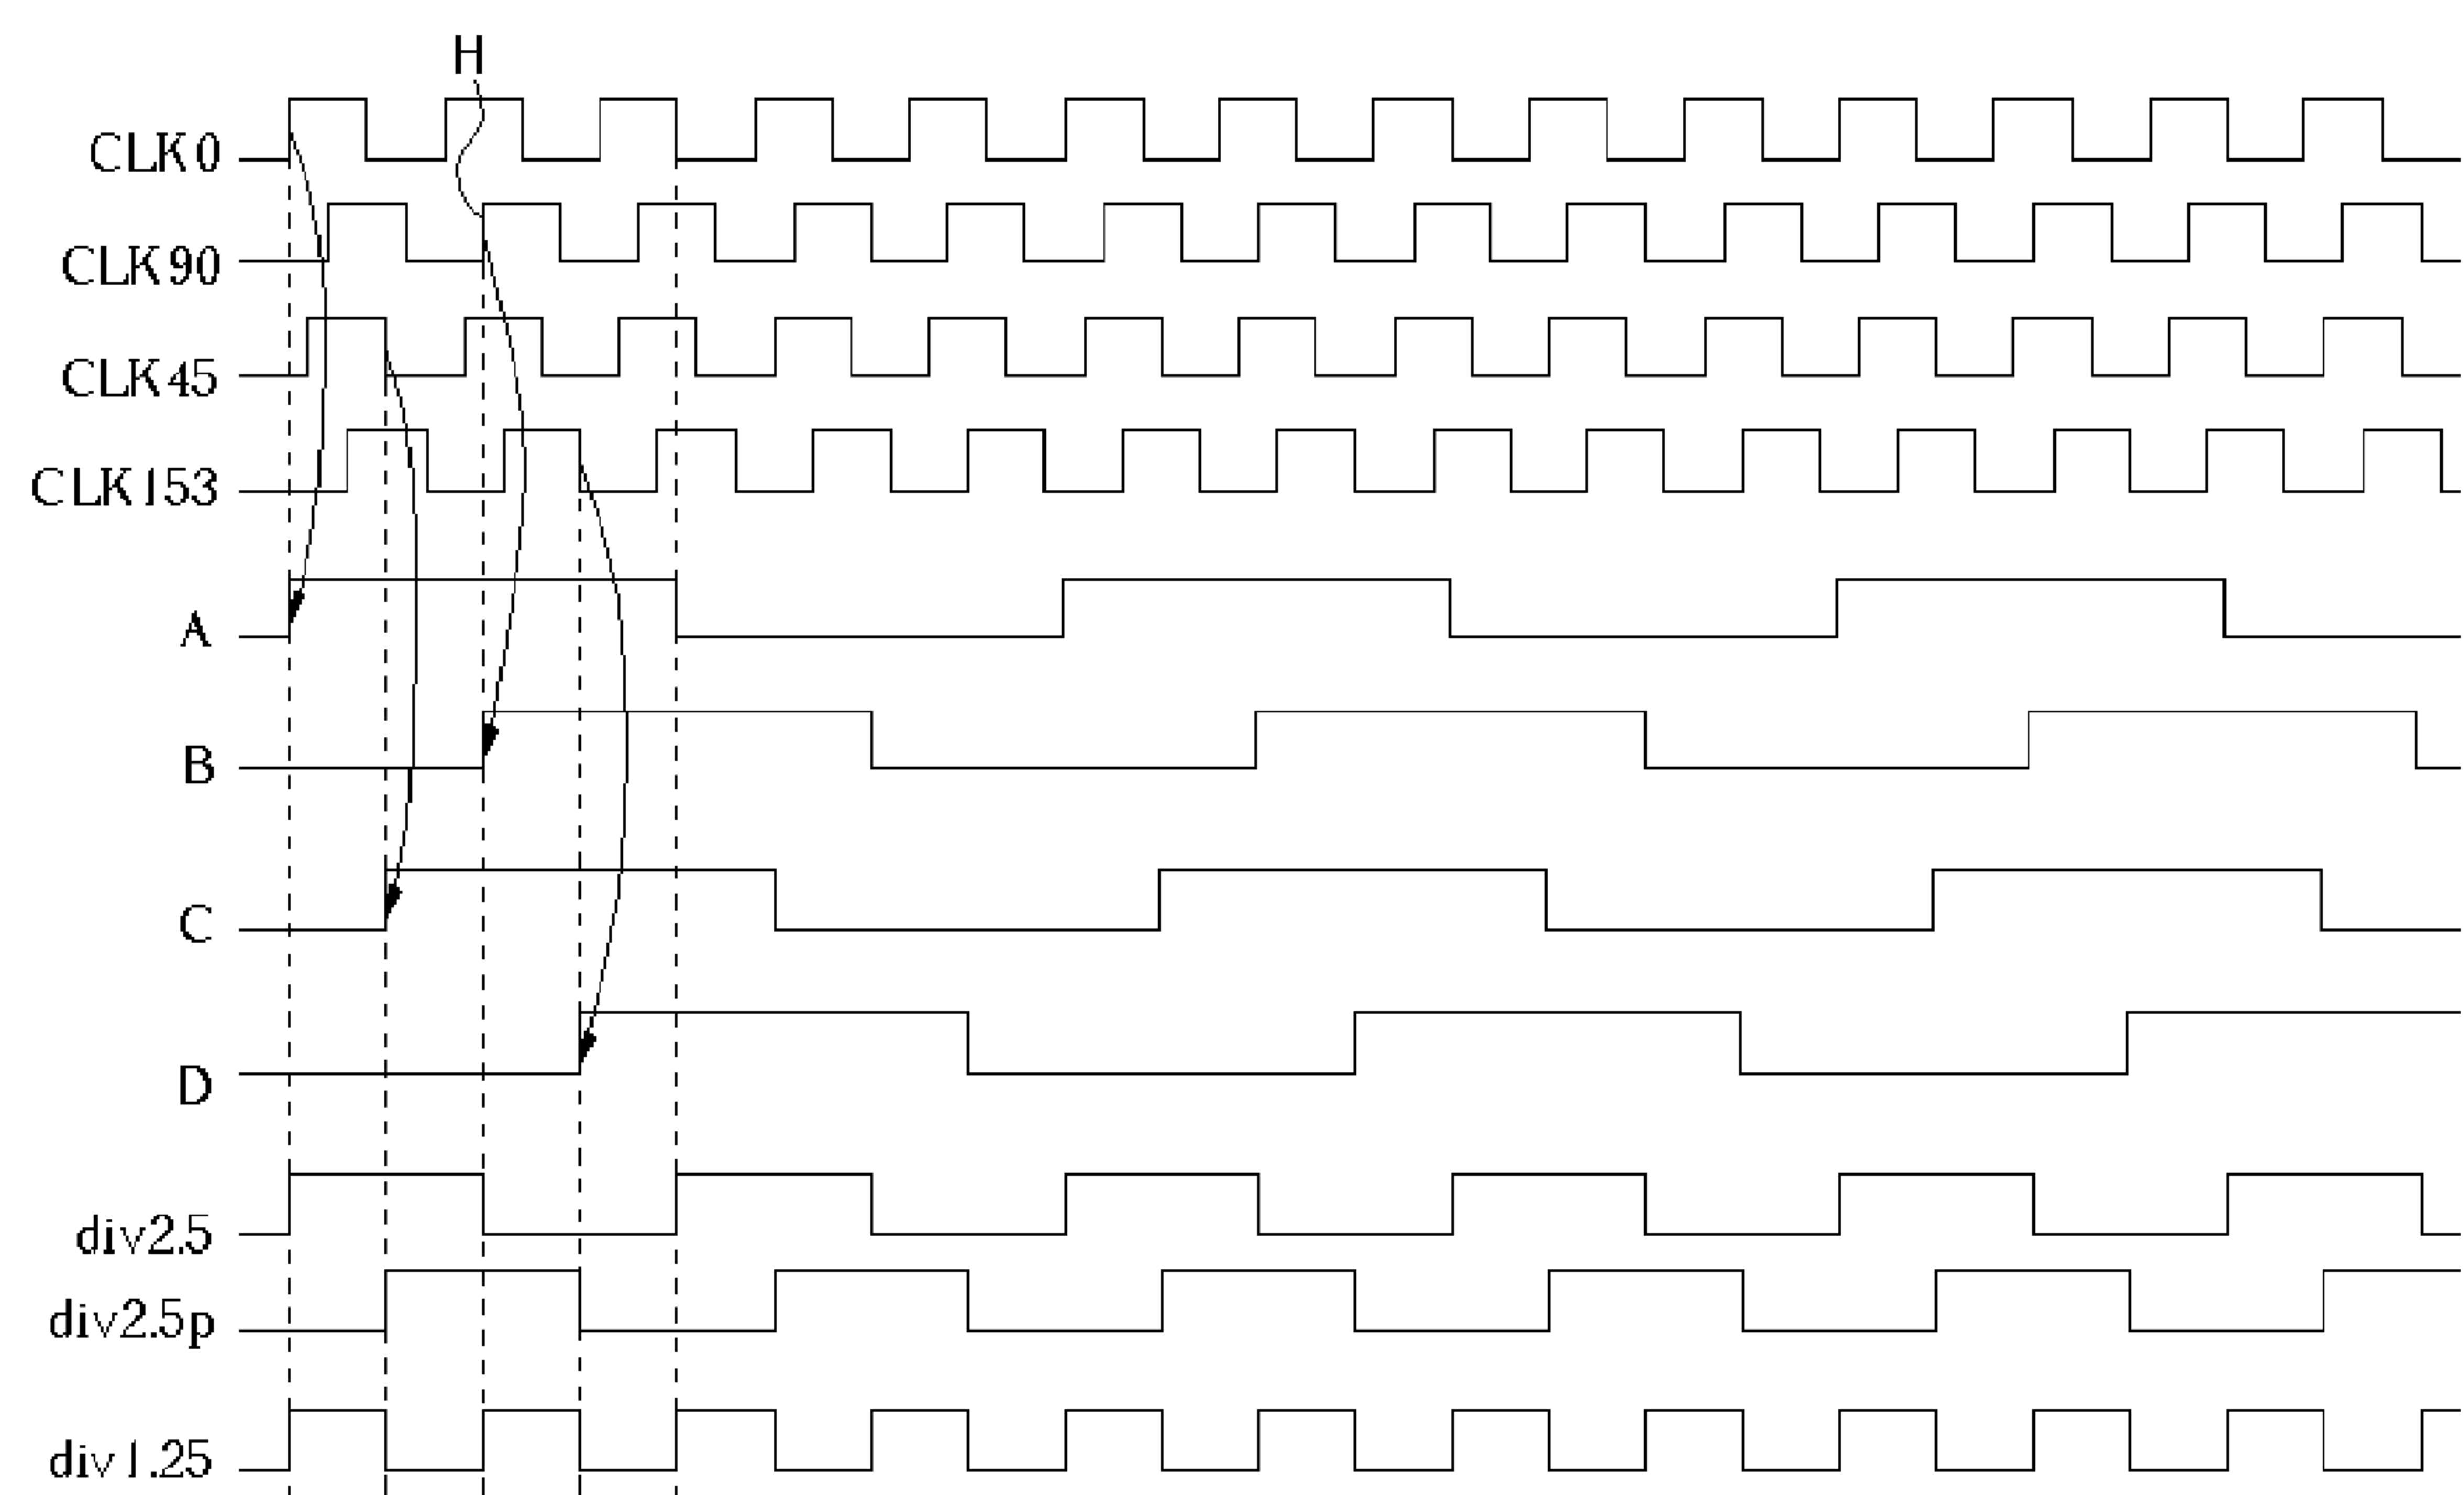 H
CLK0
CLK90
CLK45
CLK153
A
B
C
D
div2.5
div2.5p
div1.25